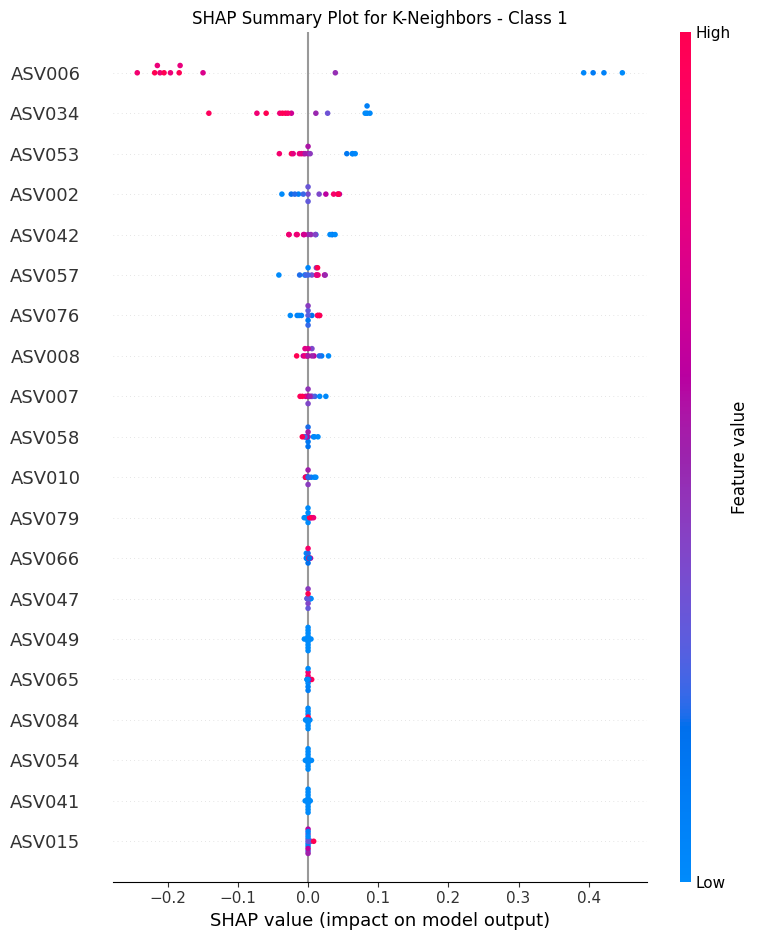 SHAP Summary Plot for K-Neighbors - Class 1
High
ASV006
ASV034
ASV053
ASV002
ASV042
ASV057
ASV076
ASV008
ASV007
ASV058
ASV010
ASV079
ASV066
ASV047
ASV049
ASV065
ASV084
ASV054
ASV041
ASV015
Feature value
Low
−0.2 −0.1 0.0 0.1 0.2 0.3 0.4
SHAP value (impact on model output)